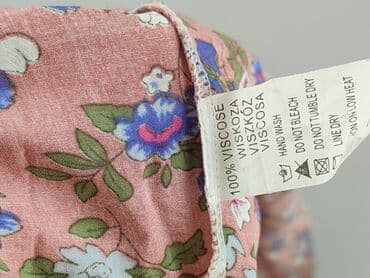 100% VISCOSE
WISKOZA
VISZKÓZ
VISCOSA
HAND WASH
DO NOT BLEACH
DO NOT TUMBLE DRY
LINE DRY
ON LOW HEAT